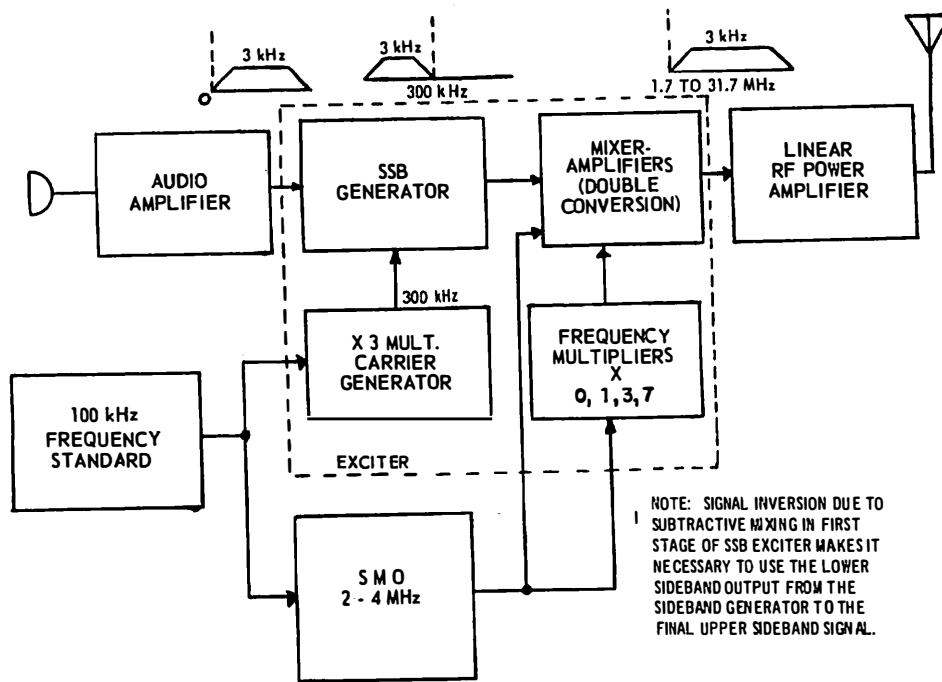 3 kHz
3 kHz
3 kHz
O
300 kHz
1.7 TO 31.7 MHz
AUDIO
AMPLIFIER
SSB
GENERATOR
MIXER-
AMPLIFIERS
(DOUBLE
CONVERSION)
LINEAR
RF POWER
AMPLIFIER
300 kHz
X 3 MULT.
CARRIER
GENERATOR
FREQUENCY
MULTIPLIERS
X
0, 1, 3, 7
100 kHz
FREQUENCY
STANDARD
EXCITER
SMO
2 - 4 MHz
NOTE: SIGNAL INVERSION DUE TO
SUBTRACTIVE MIXING IN FIRST
STAGE OF SSB EXCITER MAKES IT
NECESSARY TO USE THE LOWER
SIDEBAND OUTPUT FROM THE
SIDEBAND GENERATOR TO THE
FINAL UPPER SIDEBAND SIGNAL.